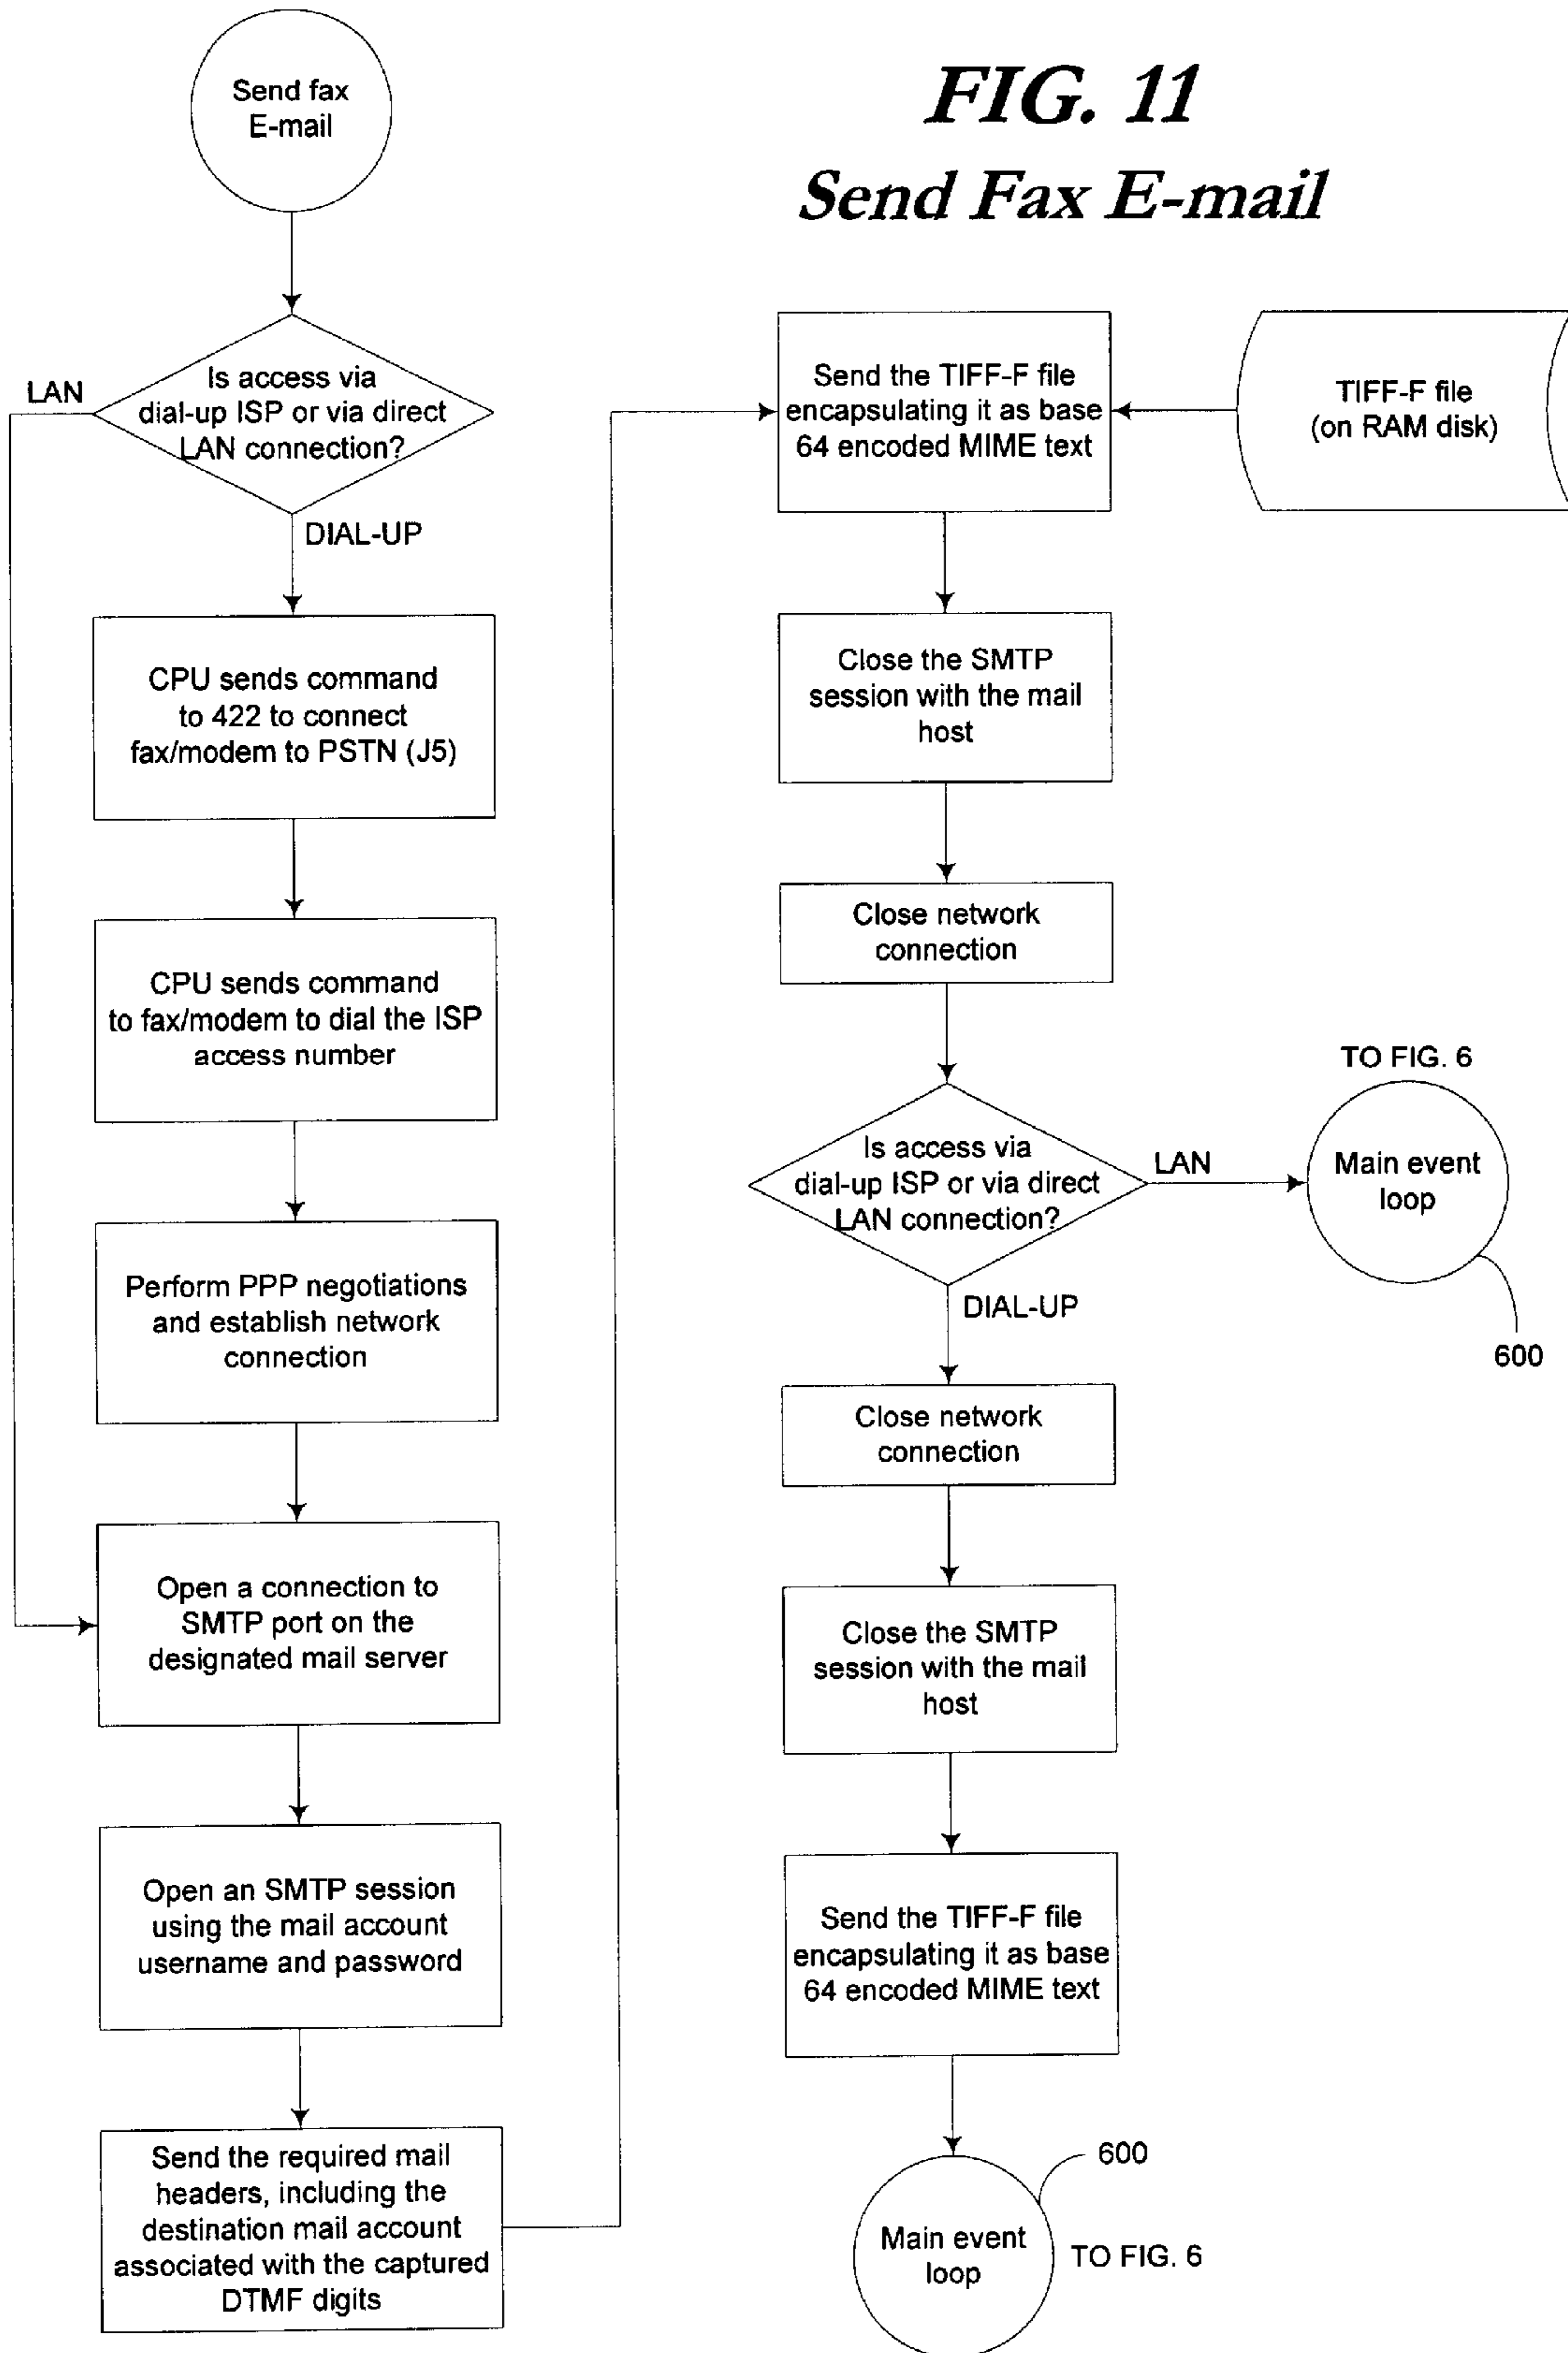 FIG. 11
Send Fax E-mail
Send fax
E-mail
Is access via
dial-up ISP or via direct
LAN connection?
LAN
DIAL-UP
CPU sends command
to 422 to connect
fax/modem to PSTN (J5)
CPU sends command
to fax/modem to dial the ISP
access number
Perform PPP negotiations
and establish network
connection
Open a connection to
SMTP port on the
designated mail server
Open an SMTP session
using the mail account
username and password
Send the required mail
headers, including the
destination mail account
associated with the captured
DTMF digits
Send the TIFF-F file
encapsulating it as base
64 encoded MIME text
TIFF-F file
(on RAM disk)
Close the SMTP
session with the mail
host
Close network
connection
Is access via
dial-up ISP or via direct
LAN connection?
LAN
TO FIG. 6
Main event
loop
600
DIAL-UP
Close network
connection
Close the SMTP
session with the mail
host
Send the TIFF-F file
encapsulating it as base
64 encoded MIME text
600
Main event
loop
TO FIG. 6